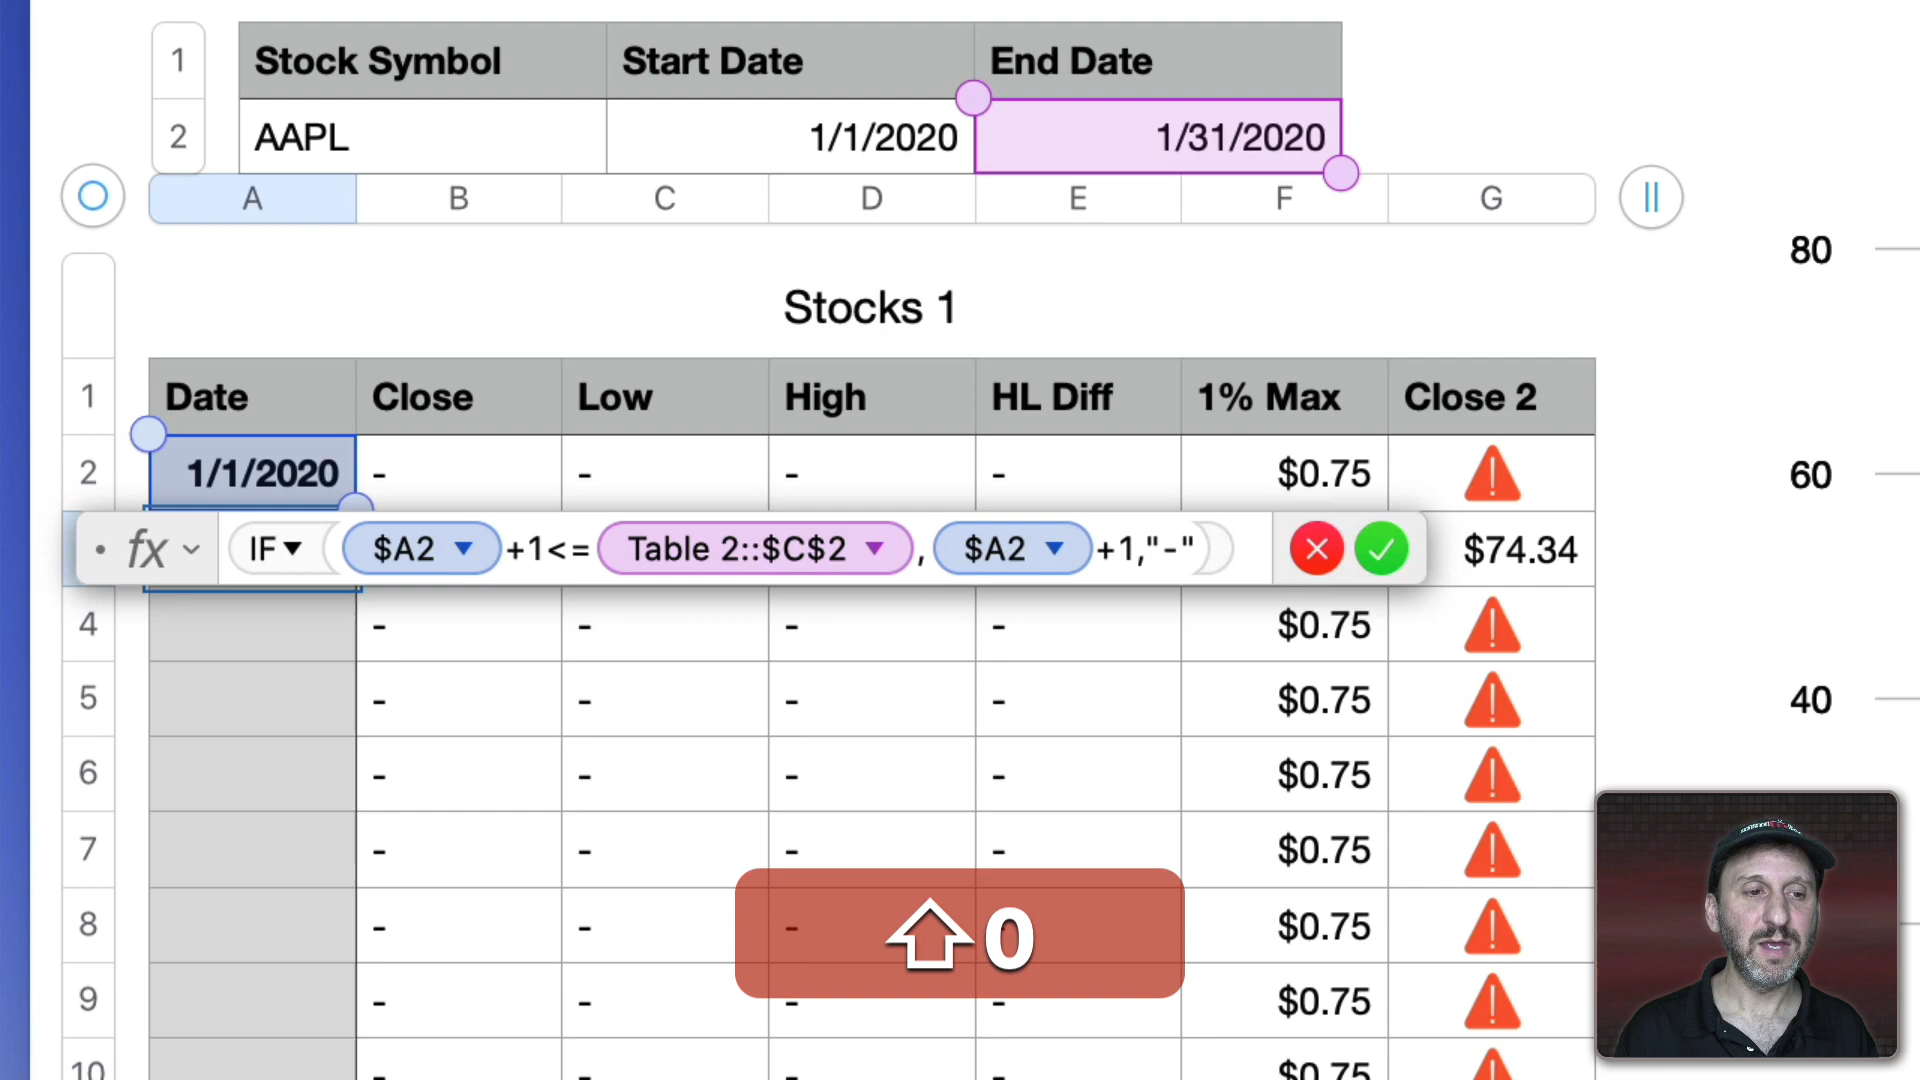 1 Stock Symbol Start Date End Date
2 AAPL 1/1/2020 1/31/2020
A B C D E F G
80
Stocks 1
1 Date Close Low High HL Diff 1% Max Close 2
2 1/1/2020 - - - - $0.75
60
fx IF $A2 +1<= Table 2::$C$2 , $A2 +1,"-" $74.34
4 - - - - $0.75
5 - - - - $0.75
40
6 - - - - $0.75
7 - - - - $0.75
8 - - - - $0.75
⇧0
9 - - - - $0.75
10 - - - - $0.75